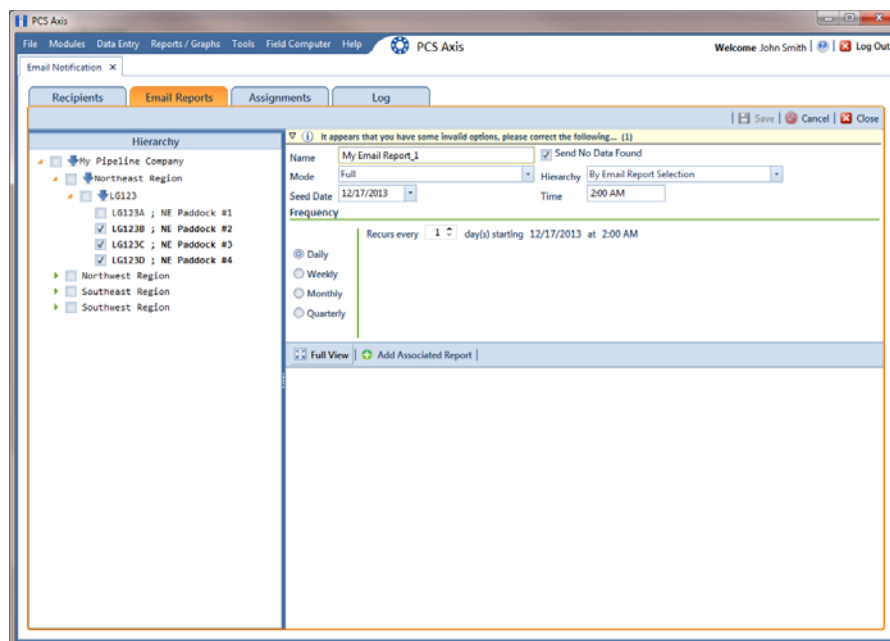 PCS Axis
File Modules Data Entry Reports / Graphs Tools Field Computer Help PCS Axis Welcome John Smith | | Log Out
Email Notification ×
Recipients Email Reports Assignments Log
| Save | Cancel | Close
Hierarchy
My Pipeline Company
Northeast Region
LG123
LG123A ; NE Paddock #1
LG123B ; NE Paddock #2
LG123C ; NE Paddock #3
LG123D ; NE Paddock #4
Northwest Region
Southeast Region
Southwest Region
It appears that you have some invalid options, please correct the following... (1)
Name My Email Report_1 Send No Data Found
Mode Full Hierarchy By Email Report Selection
Seed Date 12/17/2013 Time 2:00 AM
Frequency
Recurs every 1 day(s) starting 12/17/2013 at 2:00 AM
Daily
Weekly
Monthly
Quarterly
Full View | Add Associated Report |